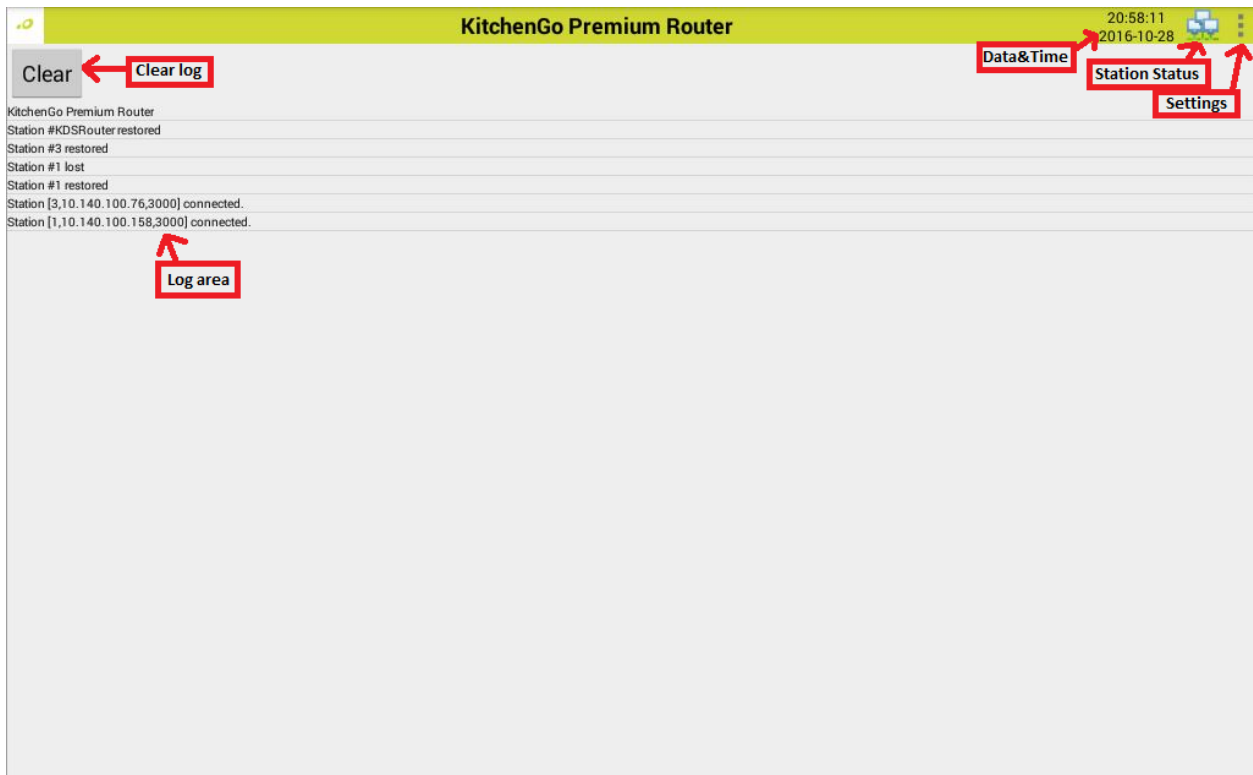 KitchenGo Premium Router
20:58:11
2016-10-28
Data&Time
Station Status
Settings
Clear
Clear log
KitchenGo Premium Router
Station #KDSRouter restored
Station #3 restored
Station #1 lost
Station #1 restored
Station [3,10.140.100.76,3000] connected.
Station [1,10.140.100.158,3000] connected.
Log area